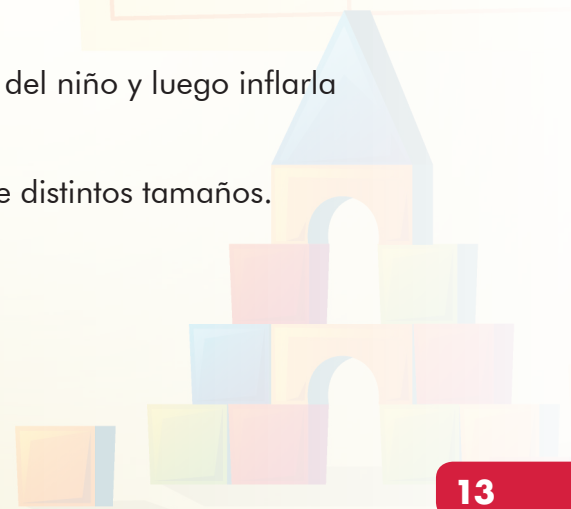 del niño y luego inflarla
e distintos tamaños.
13